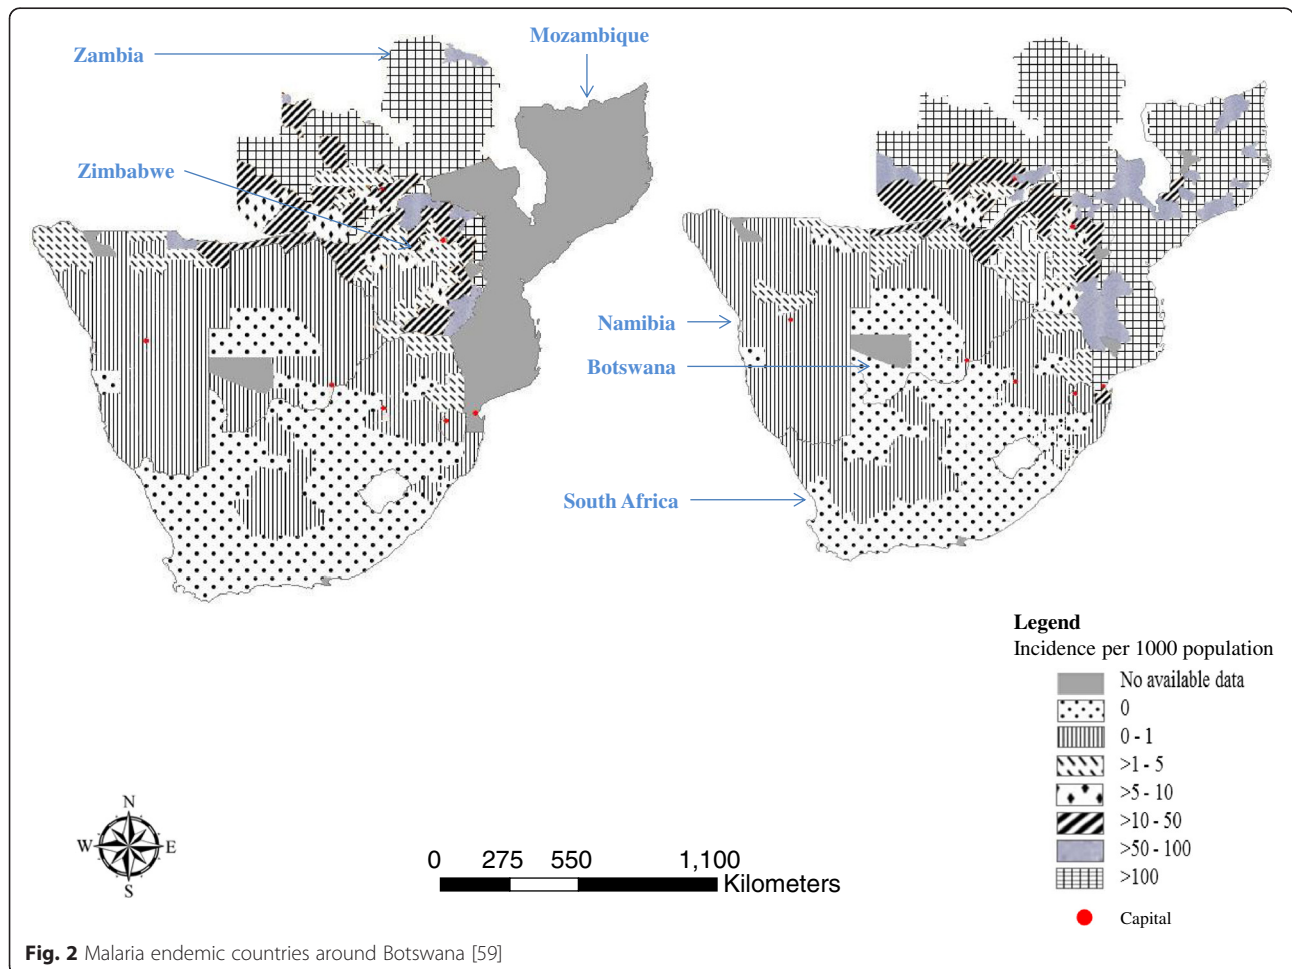 Mozambique
Zambia
Zimbabwe
Namibia
Botswana
South Africa
Legend
Incidence per 1000 population
No available data
0
0 - 1
>1 - 5
>5 - 10
>10 - 50
>50 - 100
>100
Capital
N
W E
S
0 275 550 1,100
Kilometers
Fig. 2 Malaria endemic countries around Botswana [59]